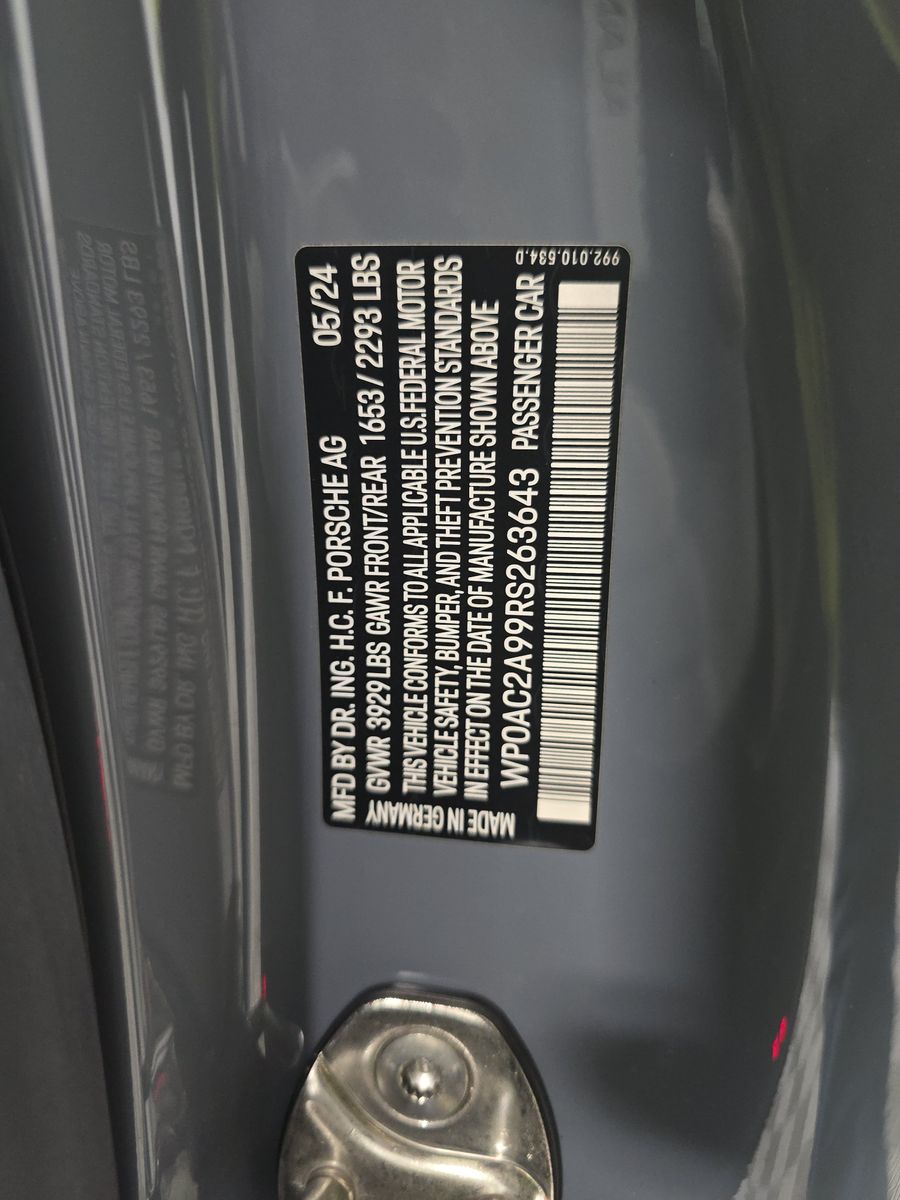 MFD BY DR. ING. H.C. F. PORSCHE AG 05/24
GVWR 3929 LBS GAWR FRONT/REAR 1653 / 2293 LBS
THIS VEHICLE CONFORMS TO ALL APPLICABLE U.S. FEDERAL MOTOR
VEHICLE SAFETY, BUMPER, AND THEFT PREVENTION STANDARDS
IN EFFECT ON THE DATE OF MANUFACTURE SHOWN ABOVE
WP0AC2A99RS263643 PASSENGER CAR
MADE IN GERMANY
992.010.534.0